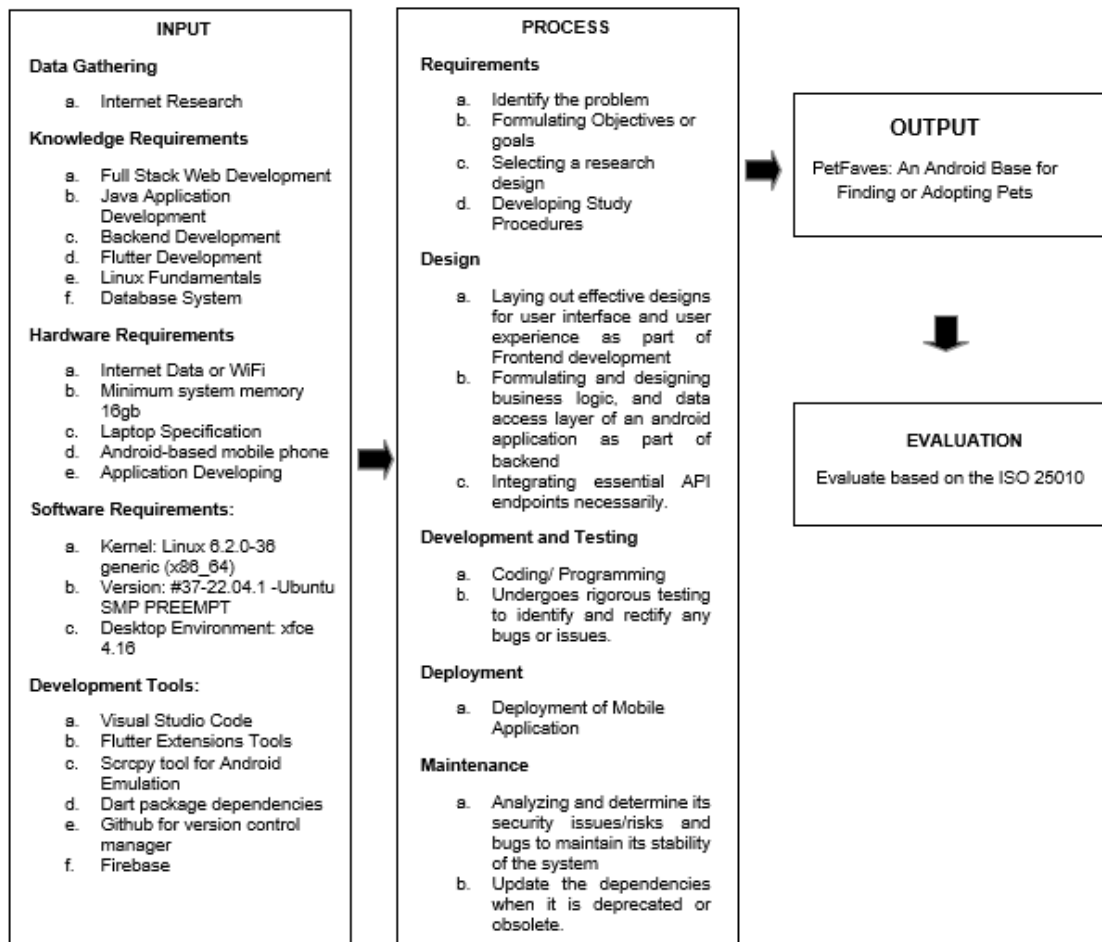 INPUT
Data Gathering
a. Internet Research
Knowledge Requirements
a. Full Stack Web Development
b. Java Application
Development
c. Backend Development
d. Flutter Development
e. Linux Fundamentals
f. Database System
Hardware Requirements
a. Internet Data or WiFi
b. Minimum system memory
16gb
c. Laptop Specification
d. Android-based mobile phone
e. Application Developing
Software Requirements:
a. Kernel: Linux 6.2.0-36
generic (x86_64)
b. Version: #37-22.04.1 -Ubuntu
SMP PREEMPT
c. Desktop Environment: xfce
4.16
Development Tools:
a. Visual Studio Code
b. Flutter Extensions Tools
c. Scrcpy tool for Android
Emulation
d. Dart package dependencies
e. Github for version control
manager
f. Firebase
PROCESS
Requirements
a. Identify the problem
b. Formulating Objectives or
goals
c. Selecting a research
design
d. Developing Study
Procedures
Design
a. Laying out effective designs
for user interface and user
experience as part of
Frontend development
b. Formulating and designing
business logic, and data
access layer of an android
application as part of
backend
c. Integrating essential API
endpoints necessarily.
Development and Testing
a. Coding/ Programming
b. Undergoes rigorous testing
to identify and rectify any
bugs or issues.
Deployment
a. Deployment of Mobile
Application
Maintenance
a. Analyzing and determine its
security issues/risks and
bugs to maintain its stability
of the system
b. Update the dependencies
when it is deprecated or
obsolete.
OUTPUT
PetFaves: An Android Base for
Finding or Adopting Pets
EVALUATION
Evaluate based on the ISO 25010